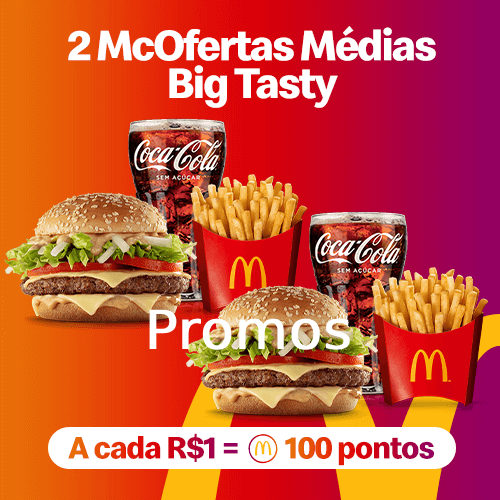 2 McOfertas Médias
Big Tasty
Coca-Cola
SEM AÇÚCAR
Coca-Cola
SEM AÇÚCAR
Promos
A cada R$1 = 100 pontos